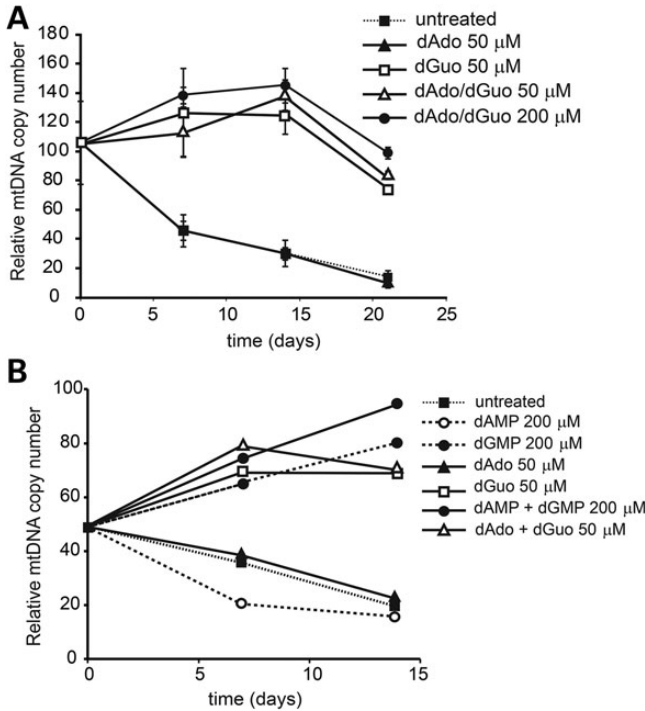 A
Relative mtDNA copy number
180
160
140
120
100
80
60
40
20
0
0 5 10 15 20 25
time (days)
untreated
dAdo 50 µM
dGuo 50 µM
dAdo/dGuo 50 µM
dAdo/dGuo 200 µM
B
Relative mtDNA copy number
100
80
60
40
20
0
0 5 10 15
time (days)
untreated
dAMP 200 µM
dGMP 200 µM
dAdo 50 µM
dGuo 50 µM
dAMP + dGMP 200 µM
dAdo + dGuo 50 µM